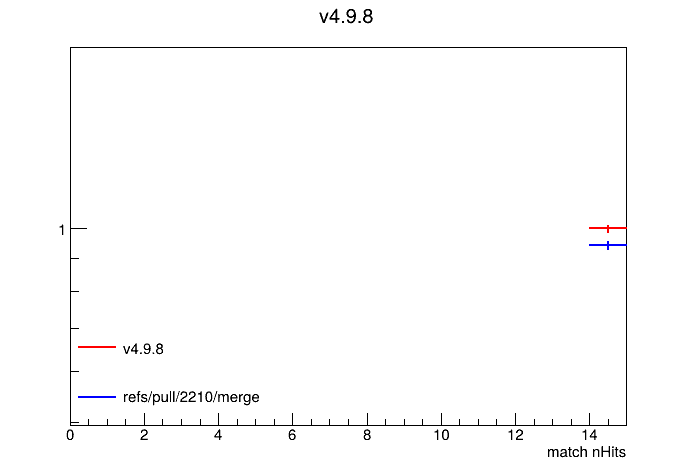 v4.9.8
1
v4.9.8
refs/pull/2210/merge
0 2 4 6 8 10 12 14
match nHits